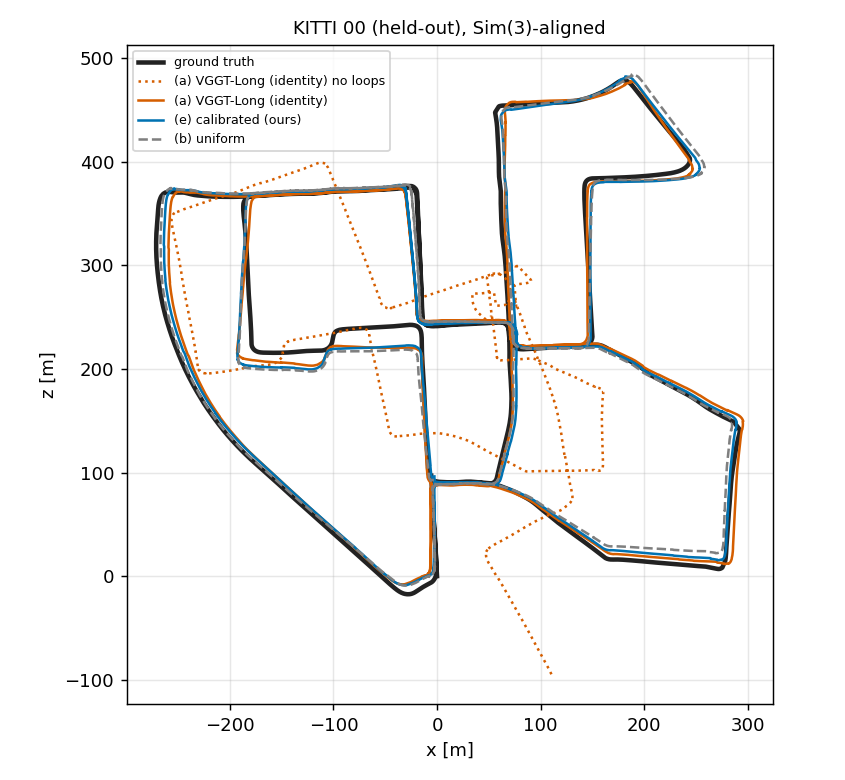 KITTI 00 (held-out), Sim(3)-aligned
ground truth
(a) VGGT-Long (identity) no loops
(a) VGGT-Long (identity)
(e) calibrated (ours)
(b) uniform
500
400
300
200
100
0
−100
z [m]
−200
−100
0
100
200
300
x [m]